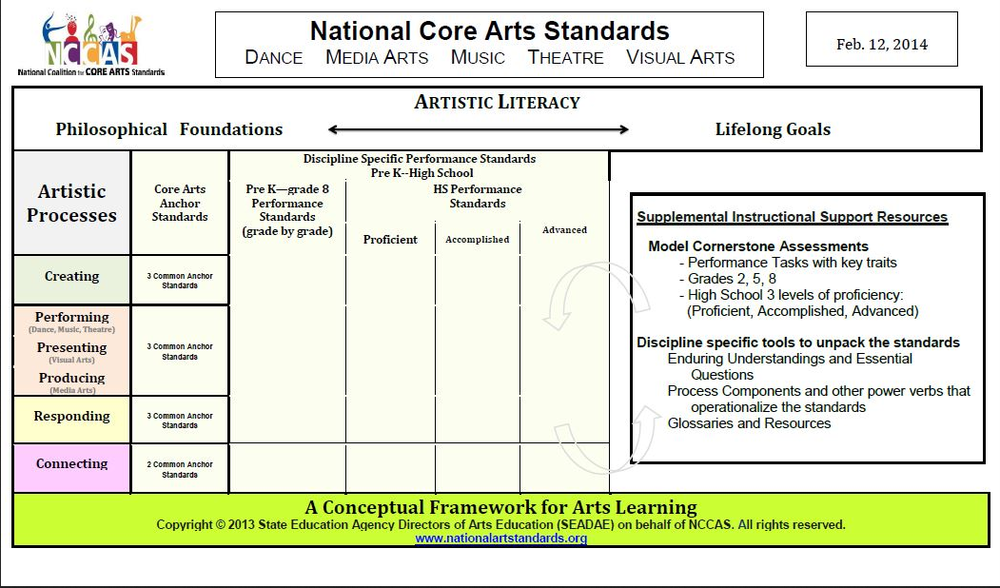 NCCAS
National Coalition for CORE ARTS Standards
National Core Arts Standards
DANCE MEDIA ARTS MUSIC THEATRE VISUAL ARTS
Feb. 12, 2014
ARTISTIC LITERACY
Philosophical Foundations
Lifelong Goals
Artistic
Processes
Core Arts
Anchor
Standards
Discipline Specific Performance Standards
Pre K--High School
Pre K—grade 8
Performance
Standards
(grade by grade)
HS Performance
Standards
Proficient
Accomplished
Advanced
Creating
3 Common Anchor
Standards
Performing
(Dance, Music, Theatre)
Presenting
(Visual Arts)
Producing
(Media Arts)
3 Common Anchor
Standards
Responding
3 Common Anchor
Standards
Connecting
2 Common Anchor
Standards
Supplemental Instructional Support Resources
Model Cornerstone Assessments
- Performance Tasks with key traits
- Grades 2, 5, 8
- High School 3 levels of proficiency:
(Proficient, Accomplished, Advanced)
Discipline specific tools to unpack the standards
Enduring Understandings and Essential
Questions
Process Components and other power verbs that
operationalize the standards
Glossaries and Resources
A Conceptual Framework for Arts Learning
Copyright © 2013 State Education Agency Directors of Arts Education (SEADAE) on behalf of NCCAS. All rights reserved.
www.nationalartstandards.org